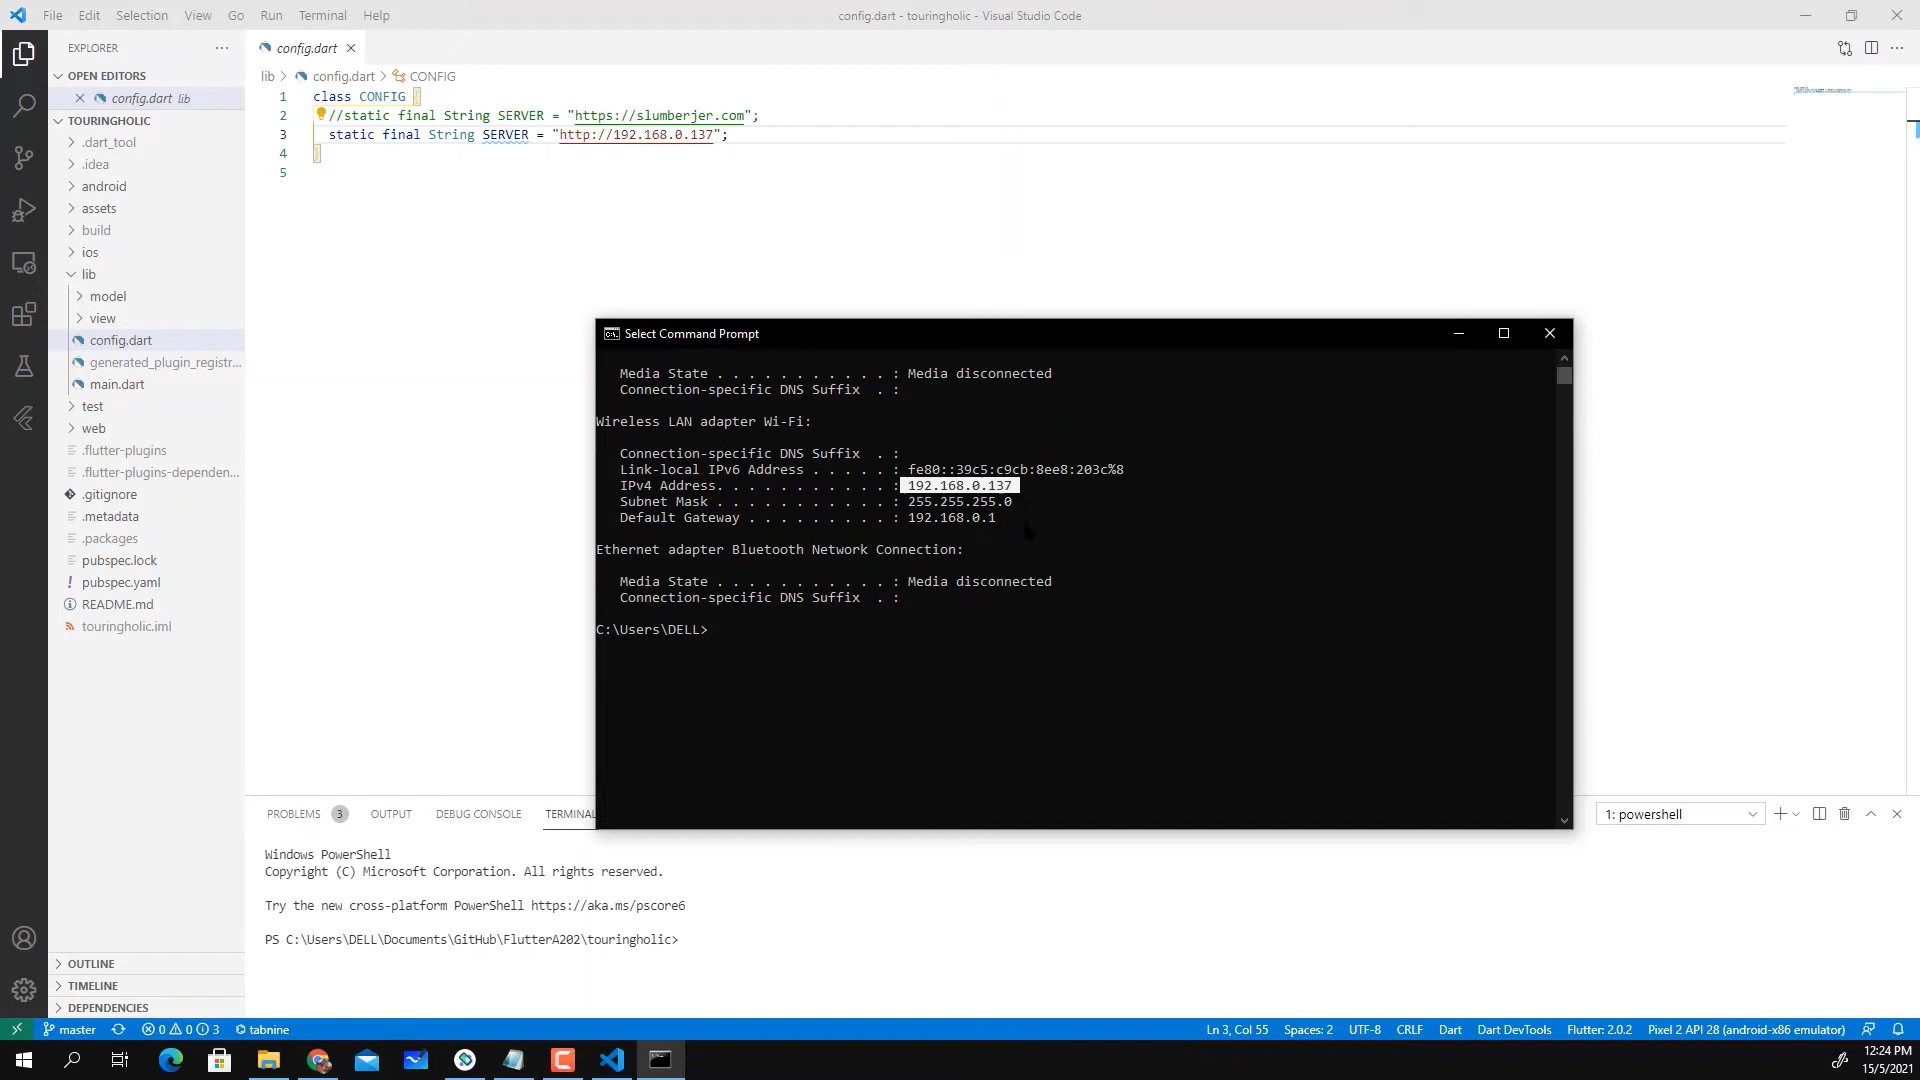 File Edit Selection View Go Run Terminal Help
config.dart - touringholic - Visual Studio Code
EXPLORER
OPEN EDITORS
config.dart lib
TOURINGHOLIC
.dart_tool
.idea
android
assets
build
ios
lib
model
view
config.dart
generated_plugin_registr...
main.dart
test
web
.flutter-plugins
.flutter-plugins-dependen...
.gitignore
.metadata
.packages
pubspec.lock
pubspec.yaml
README.md
touringholic.iml
OUTLINE
TIMELINE
DEPENDENCIES
config.dart
lib > config.dart > CONFIG
1 class CONFIG {
2 //static final String SERVER = "https://slumberjer.com";
3 static final String SERVER = "http://192.168.0.137";
4 }
5
Select Command Prompt
Media State . . . . . . . . . . . : Media disconnected
Connection-specific DNS Suffix . :
Wireless LAN adapter Wi-Fi:
Connection-specific DNS Suffix . :
Link-local IPv6 Address . . . . . : fe80::39c5:c9cb:8ee8:203c%8
IPv4 Address. . . . . . . . . . . : 192.168.0.137
Subnet Mask . . . . . . . . . . . : 255.255.255.0
Default Gateway . . . . . . . . . : 192.168.0.1
Ethernet adapter Bluetooth Network Connection:
Media State . . . . . . . . . . . : Media disconnected
Connection-specific DNS Suffix . :
C:\Users\DELL>
PROBLEMS 3 OUTPUT DEBUG CONSOLE TERMINAL
1: powershell
Windows PowerShell
Copyright (C) Microsoft Corporation. All rights reserved.
Try the new cross-platform PowerShell https://aka.ms/pscore6
PS C:\Users\DELL\Documents\GitHub\FlutterA202\touringholic>
master 0 0 3 tabnine
Ln 3, Col 55 Spaces: 2 UTF-8 CRLF Dart Dart DevTools Flutter: 2.0.2 Pixel 2 API 28 (android-x86 emulator)
12:24 PM
15/5/2021